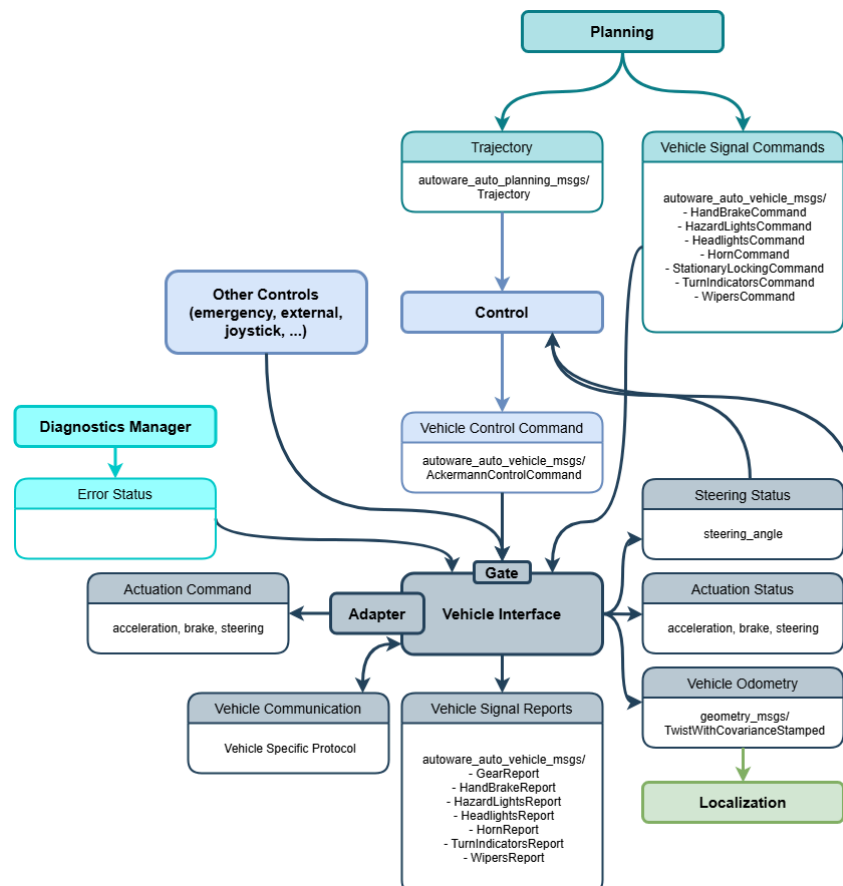 Planning
Trajectory
autoware_auto_planning_msgs/
Trajectory
Vehicle Signal Commands
autoware_auto_vehicle_msgs/
- HandBrakeCommand
- HazardLightsCommand
- HeadlightsCommand
- HornCommand
- StationaryLockingCommand
- TurnIndicatorsCommand
- WipersCommand
Other Controls
(emergency, external,
joystick, ...)
Control
Diagnostics Manager
Vehicle Control Command
autoware_auto_vehicle_msgs/
AckermannControlCommand
Error Status
Steering Status
steering_angle
Gate
Actuation Command
acceleration, brake, steering
Adapter
Vehicle Interface
Actuation Status
acceleration, brake, steering
Vehicle Communication
Vehicle Specific Protocol
Vehicle Signal Reports
autoware_auto_vehicle_msgs/
- GearReport
- HandBrakeReport
- HazardLightsReport
- HeadlightsReport
- HornReport
- TurnIndicatorsReport
- WipersReport
Vehicle Odometry
geometry_msgs/
TwistWithCovarianceStamped
Localization